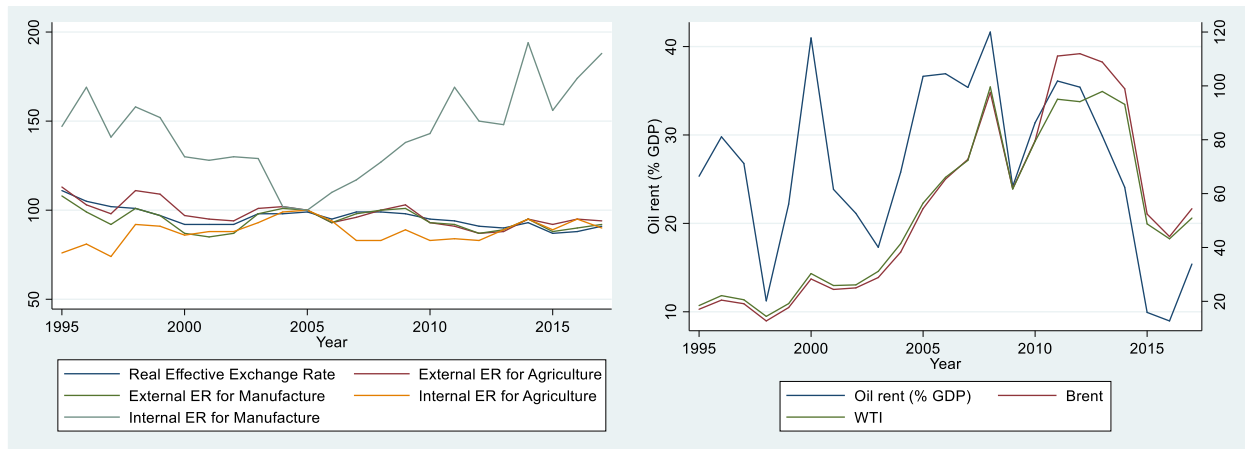 200
150
100
50
1995
2000
2005
2010
2015
Year
Real Effective Exchange Rate
External ER for Agriculture
External ER for Manufacture
Internal ER for Agriculture
Internal ER for Manufacture
Oil rent (% GDP)
40
30
20
10
120
100
80
60
40
20
1995
2000
2005
2010
2015
Year
Oil rent (% GDP)
Brent
WTI